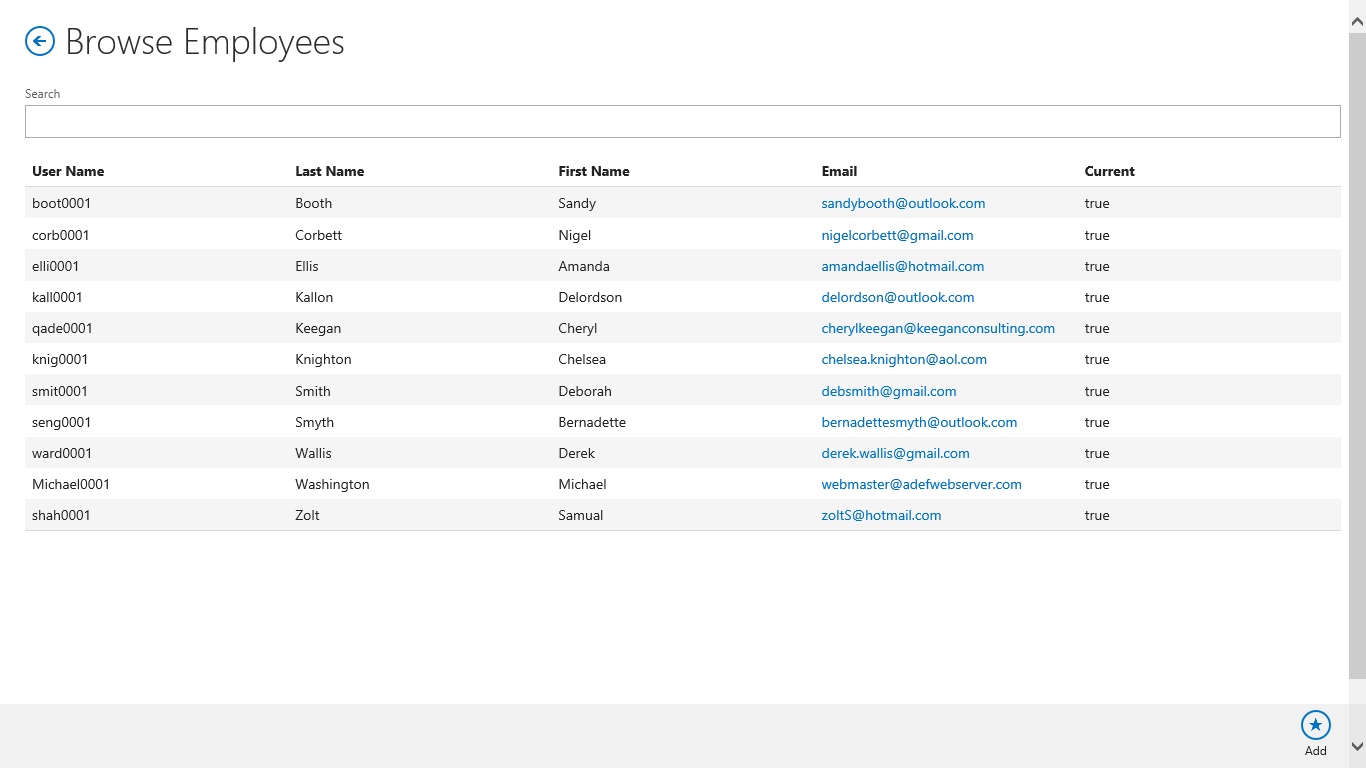 Browse Employees
Search
User Name Last Name First Name Email Current
boot0001 Booth Sandy sandybooth@outlook.com true
corb0001 Corbett Nigel nigelcorbett@gmail.com true
elli0001 Ellis Amanda amandaellis@hotmail.com true
kall0001 Kallon Delordson delordson@outlook.com true
qade0001 Keegan Cheryl cherylkeegan@keeganconsulting.com true
knig0001 Knighton Chelsea chelsea.knighton@aol.com true
smit0001 Smith Deborah debsmith@gmail.com true
seng0001 Smyth Bernadette bernadettesmyth@outlook.com true
ward0001 Wallis Derek derek.wallis@gmail.com true
Michael0001 Washington Michael webmaster@adefwebserver.com true
shah0001 Zolt Samual zoltS@hotmail.com true
Add